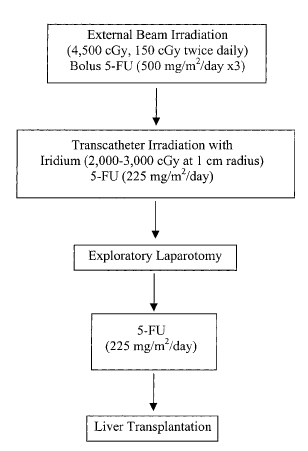 External Beam Irradiation
(4,500 cGy, 150 cGy twice daily)
Bolus 5-FU (500 mg/m²/day x3)
Transcatheter Irradiation with
Iridium (2,000-3,000 cGy at 1 cm radius)
5-FU (225 mg/m²/day)
Exploratory Laparotomy
5-FU
(225 mg/m²/day)
Liver Transplantation